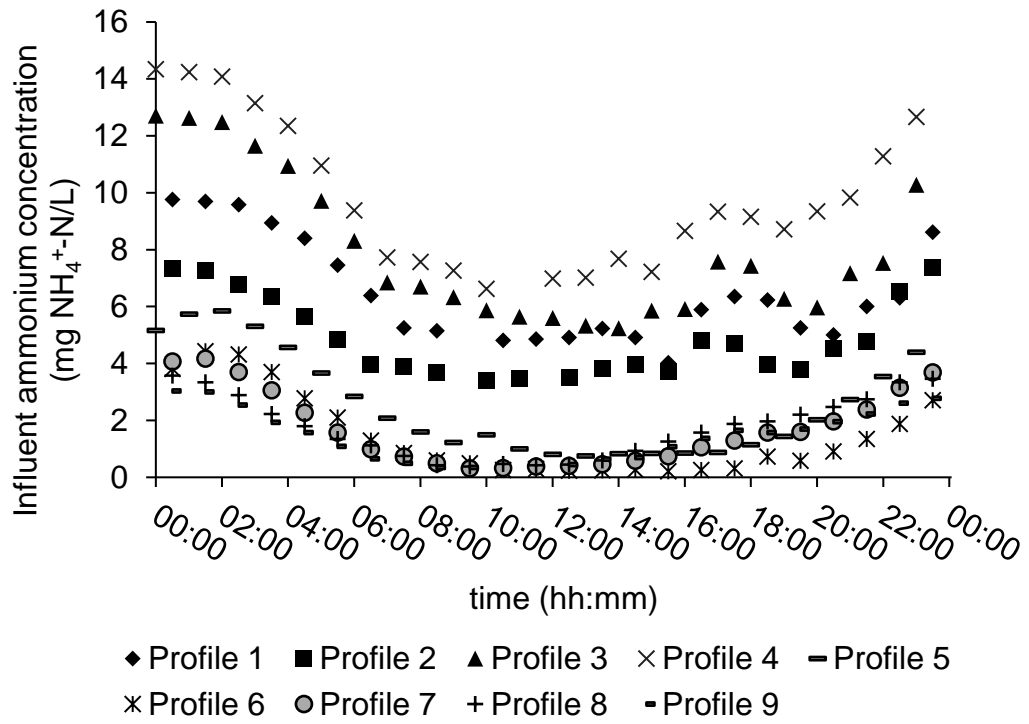 Influent ammonium concentration
(mg NH₄⁺-N/L)
16
14
12
10
8
6
4
2
0
00:00 02:00 04:00 06:00 08:00 10:00 12:00 14:00 16:00 18:00 20:00 22:00 00:00
time (hh:mm)
Profile 1 Profile 2 Profile 3 Profile 4 Profile 5
Profile 6 Profile 7 Profile 8 Profile 9